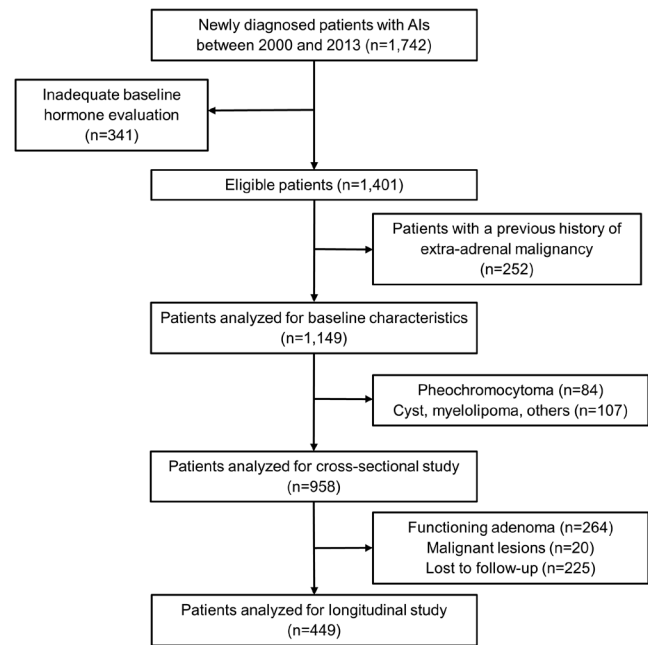 Newly diagnosed patients with AIs
between 2000 and 2013 (n=1,742)
Inadequate baseline
hormone evaluation
(n=341)
Eligible patients (n=1,401)
Patients with a previous history of
extra-adrenal malignancy
(n=252)
Patients analyzed for baseline characteristics
(n=1,149)
Pheochromocytoma (n=84)
Cyst, myelolipoma, others (n=107)
Patients analyzed for cross-sectional study
(n=958)
Functioning adenoma (n=264)
Malignant lesions (n=20)
Lost to follow-up (n=225)
Patients analyzed for longitudinal study
(n=449)